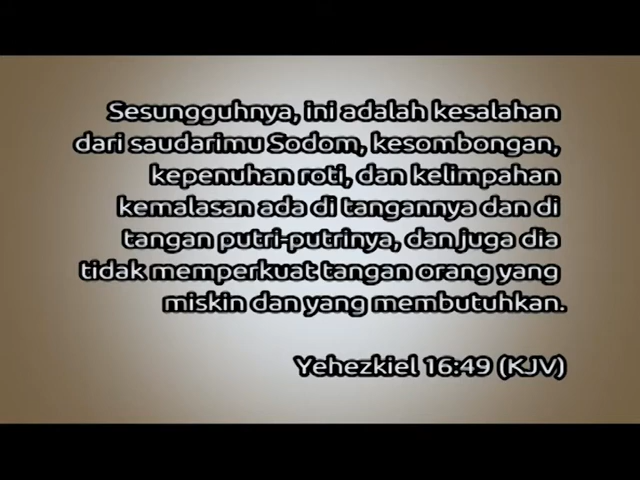 Sesungguhnya, ini adalah kesalahan
dari saudarimu Sodom, kesombongan,
kepenuhan roti, dan kelimpahan
kemalasan ada di tangannya dan di
tangan putri-putrinya, dan juga dia
tidak memperkuat tangan orang yang
miskin dan yang membutuhkan.
Yehezkiel 16:49 (KJV)